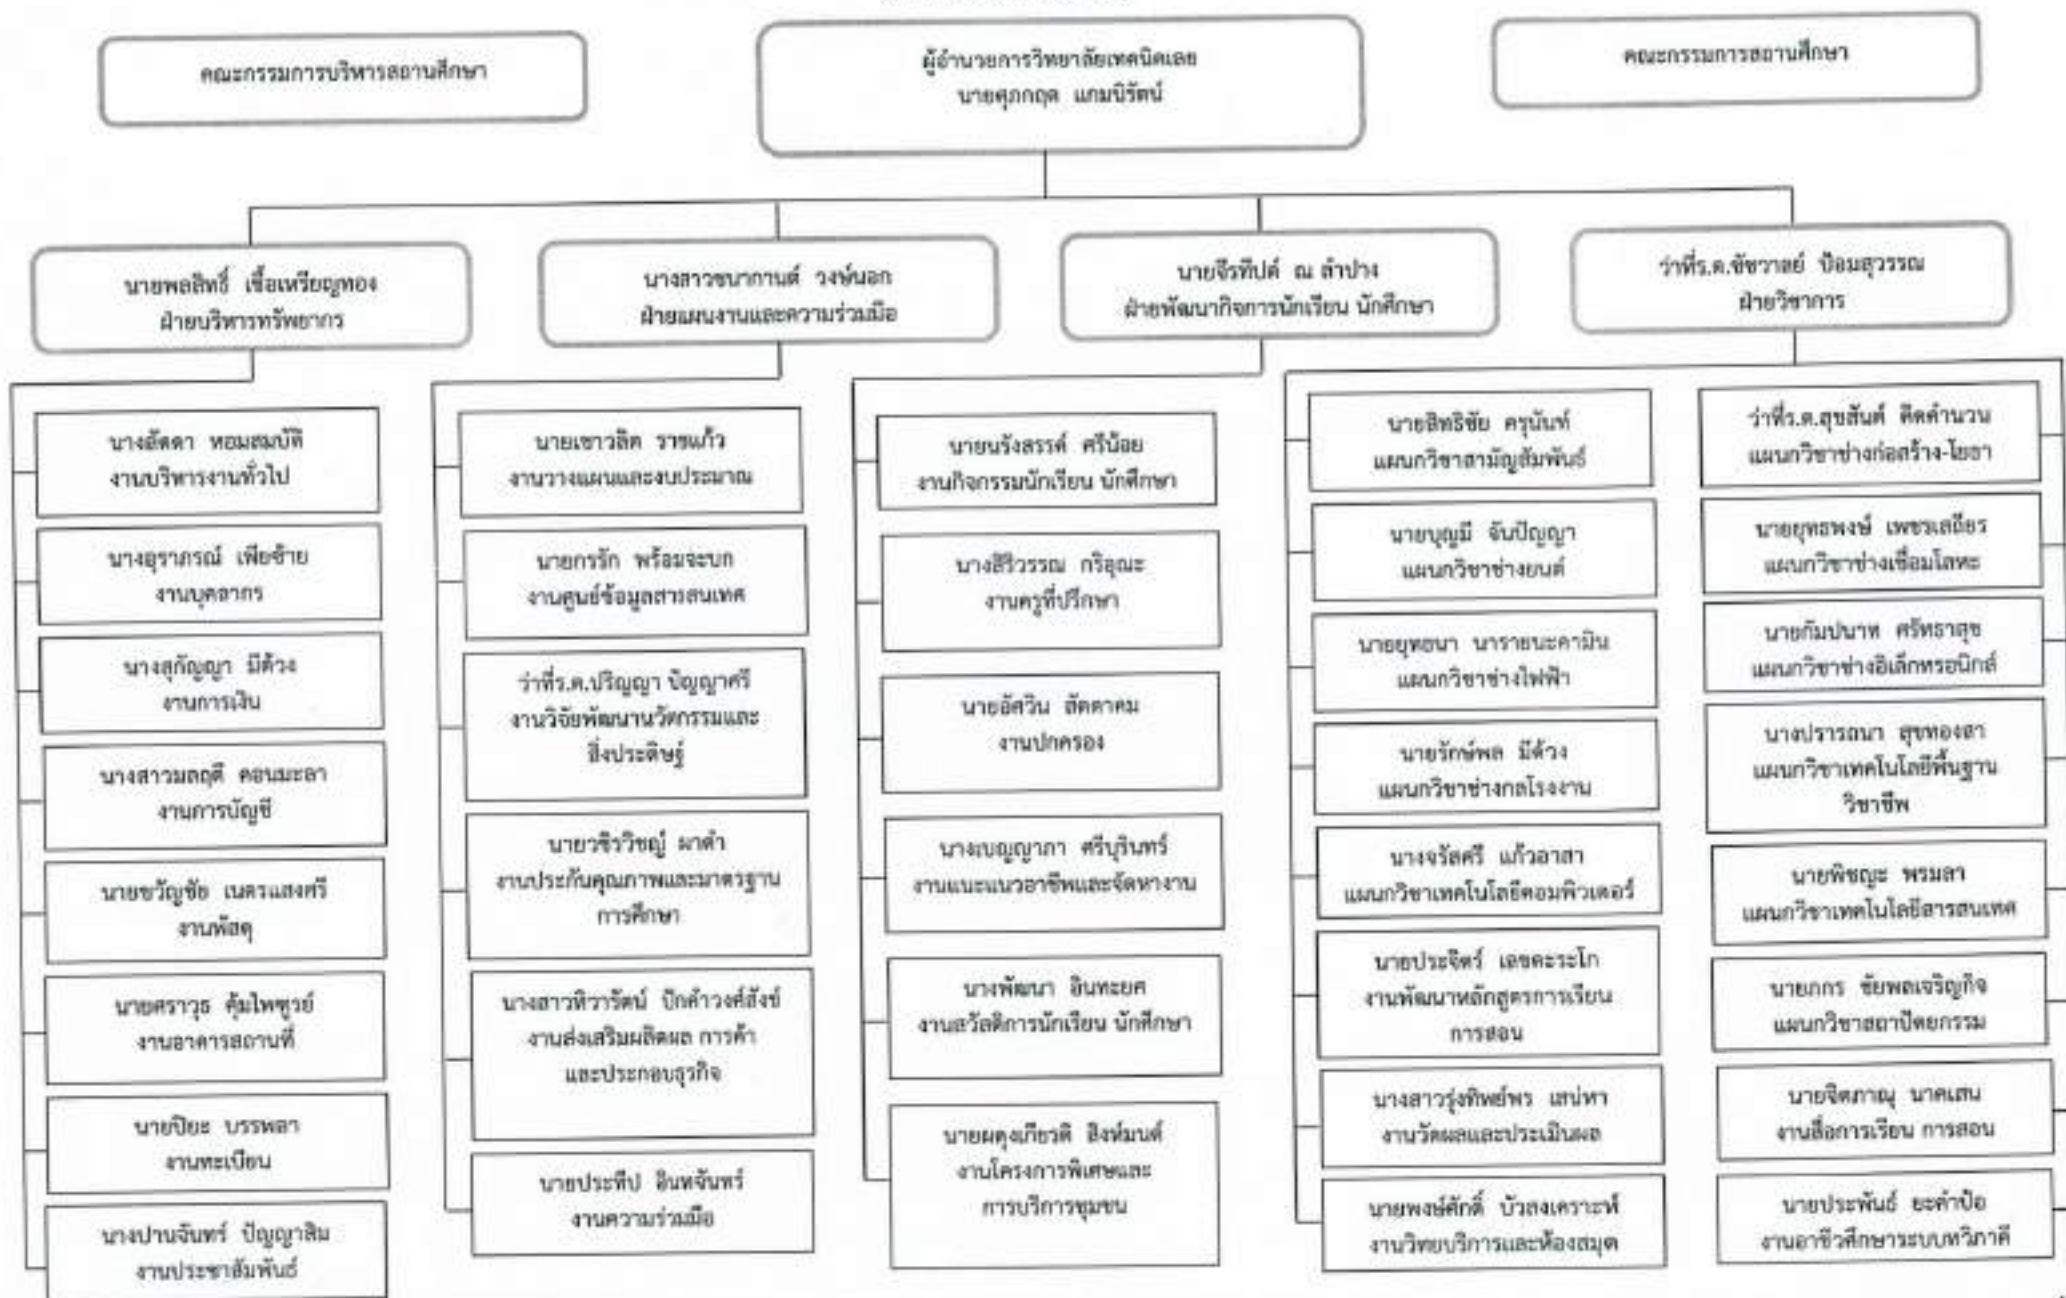 คณะกรรมการบริหารสถานศึกษา
ผู้อำนวยการวิทยาลัยเทคนิคเลย
นายศุภกฤต แกมนิรัตน์
คณะกรรมการสถานศึกษา
นายพลสิทธิ์ เชื้อเหรียญทอง
ฝ่ายบริหารทรัพยากร
นางสาวชนากานต์ วงษ์นอก
ฝ่ายแผนงานและความร่วมมือ
นายจีรทีปต์ ณ ลำปาง
ฝ่ายพัฒนากิจการนักเรียน นักศึกษา
ว่าที่ร.ต.ชัชวาลย์ ป้อมสุวรรณ
ฝ่ายวิชาการ
นางลัดดา หอมสมบัติ
งานบริหารงานทั่วไป
นางอุราภรณ์ เพียซ้าย
งานบุคลากร
นางสุกัญญา มีด้วง
งานการเงิน
นางสาวมลฤดี คอนมะลา
งานการบัญชี
นายขวัญชัย เนตรแสงศรี
งานพัสดุ
นายศราวุธ คุ้มไพฑูรย์
งานอาคารสถานที่
นายปิยะ บรรพลา
งานทะเบียน
นางปานจันทร์ ปัญญาสิม
งานประชาสัมพันธ์
นายเชาวลิต ราชแก้ว
งานวางแผนและงบประมาณ
นายกรรัก พร้อมจะบก
งานศูนย์ข้อมูลสารสนเทศ
ว่าที่ร.ต.ปริญญา ปัญญาศรี
งานวิจัยพัฒนานวัตกรรมและ
สิ่งประดิษฐ์
นายวชิรวิชญ์ ผาดำ
งานประกันคุณภาพและมาตรฐาน
การศึกษา
นางสาวทิวารัตน์ ปักคำวงศ์สังข์
งานส่งเสริมผลิตผล การค้า
และประกอบธุรกิจ
นายประทีป อินทจันทร์
งานความร่วมมือ
นายนรังสรรค์ ศรีน้อย
งานกิจกรรมนักเรียน นักศึกษา
นางสิริวรรณ กริอุณะ
งานครูที่ปรึกษา
นายอัศวิน สัตตาคม
งานปกครอง
นางเบญญาภา ศรีบุรินทร์
งานแนะแนวอาชีพและจัดหางาน
นางพัฒนา อินทะยศ
งานสวัสดิการนักเรียน นักศึกษา
นายผดุงเกียรติ สิงห์มนต์
งานโครงการพิเศษและ
การบริการชุมชน
นายสิทธิชัย ครุนันท์
แผนกวิชาสามัญสัมพันธ์
นายบุญมี จันปัญญา
แผนกวิชาช่างยนต์
นายยุทธนา นารายนะคามิน
แผนกวิชาช่างไฟฟ้า
นายรักษ์พล มีด้วง
แผนกวิชาช่างกลโรงงาน
นางจรัสศรี แก้วอาสา
แผนกวิชาเทคโนโลยีคอมพิวเตอร์
นายประจิตร์ เลขตะระโก
งานพัฒนาหลักสูตรการเรียน
การสอน
นางสาวรุ่งทิพย์พร เสน่หา
งานวัดผลและประเมินผล
นายพงษ์ศักดิ์ บัวสงเคราะห์
งานวิทยบริการและห้องสมุด
ว่าที่ร.ต.สุขสันต์ คิดคำนวน
แผนกวิชาช่างก่อสร้าง-โยธา
นายยุทธพงษ์ เพชรเสถียร
แผนกวิชาช่างเชื่อมโลหะ
นายกัมปนาท ศรัทธาสุข
แผนกวิชาช่างอิเล็กทรอนิกส์
นางปรารถนา สุขทองสา
แผนกวิชาเทคโนโลยีพื้นฐาน
วิชาชีพ
นายพิชญะ พรมลา
แผนกวิชาเทคโนโลยีสารสนเทศ
นายภกร ชัยพลเจริญกิจ
แผนกวิชาสถาปัตยกรรม
นายจิตภาณุ นาคเสน
งานสื่อการเรียน การสอน
นายประพันธ์ ยะคำป้อ
งานอาชีวศึกษาระบบทวิภาคี